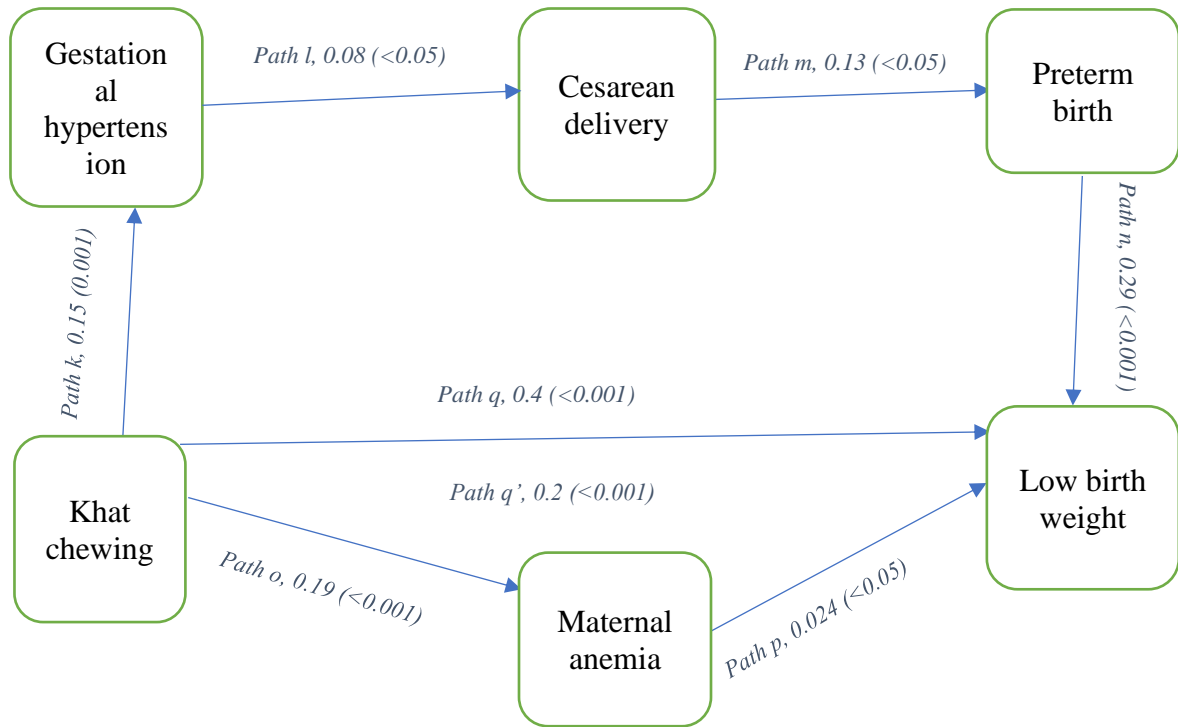 Gestation
al
hypertens
ion
Path l, 0.08 (<0.05)
Cesarean
delivery
Path m, 0.13 (<0.05)
Preterm
birth
Path k, 0.15 (0.001)
Path n, 0.29 (<0.001)
Path q, 0.4 (<0.001)
Khat
chewing
Path q’, 0.2 (<0.001)
Low birth
weight
Path o, 0.19 (<0.001)
Maternal
anemia
Path p, 0.024 (<0.05)